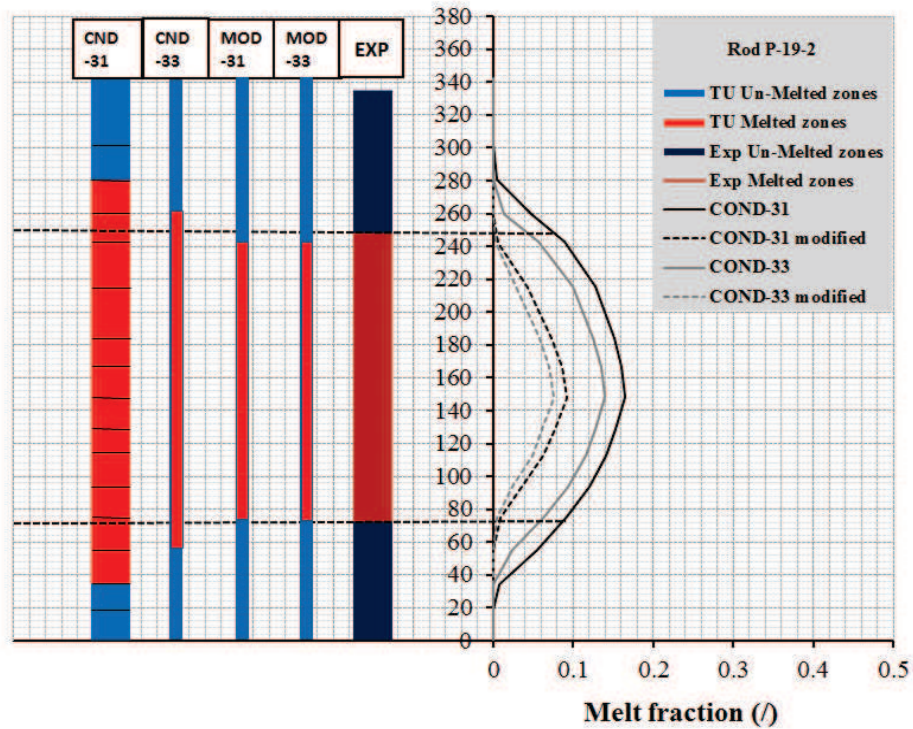 CND
-31
CND
-33
MOD
-31
MOD
-33
EXP
380
360
340
320
300
280
260
240
220
200
180
160
140
120
100
80
60
40
20
0
0
0.1
0.2
0.3
0.4
0.5
Melt fraction (/)
Rod P-19-2
TU Un-Melted zones
TU Melted zones
Exp Un-Melted zones
Exp Melted zones
COND-31
COND-31 modified
COND-33
COND-33 modified